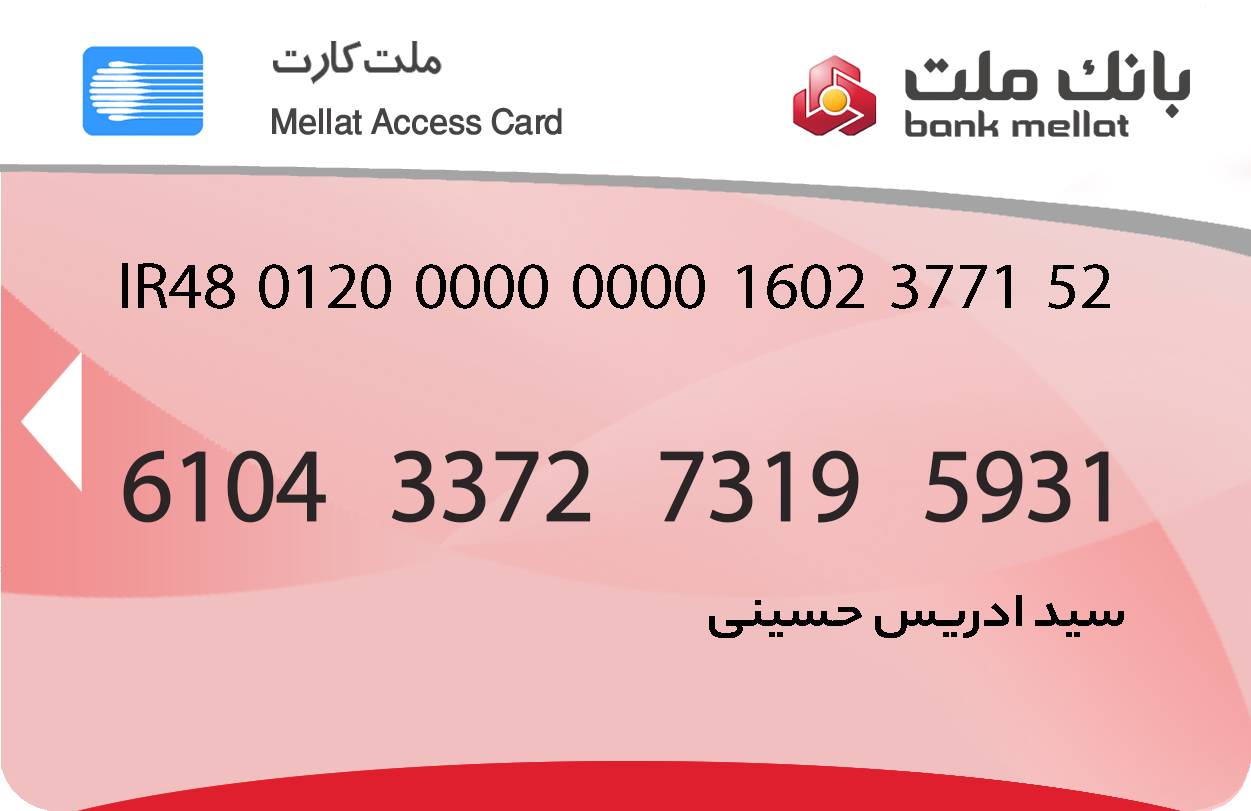 ملت کارت
Mellat Access Card
بانک ملت
bank mellat
IR48 0120 0000 0000 1602 3771 52
6104 3372 7319 5931
سید ادریس حسینی